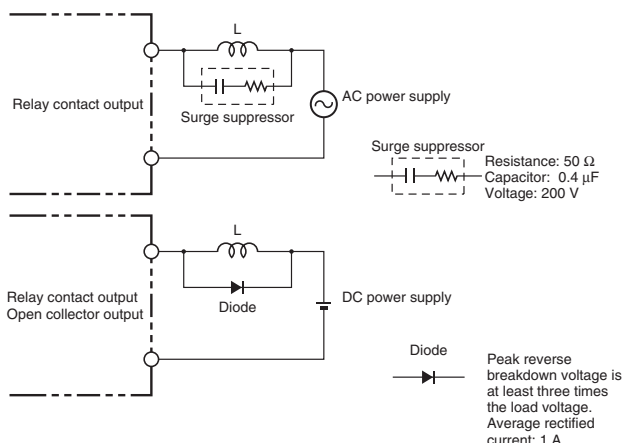 L
Relay contact output
AC power supply
Surge suppressor
Surge suppressor
Resistance: 50 Ω
Capacitor: 0.4 μF
Voltage: 200 V
L
Relay contact output
Open collector output
Diode
DC power supply
Diode
Peak reverse
breakdown voltage is
at least three times
the load voltage.
Average rectified
current: 1 A